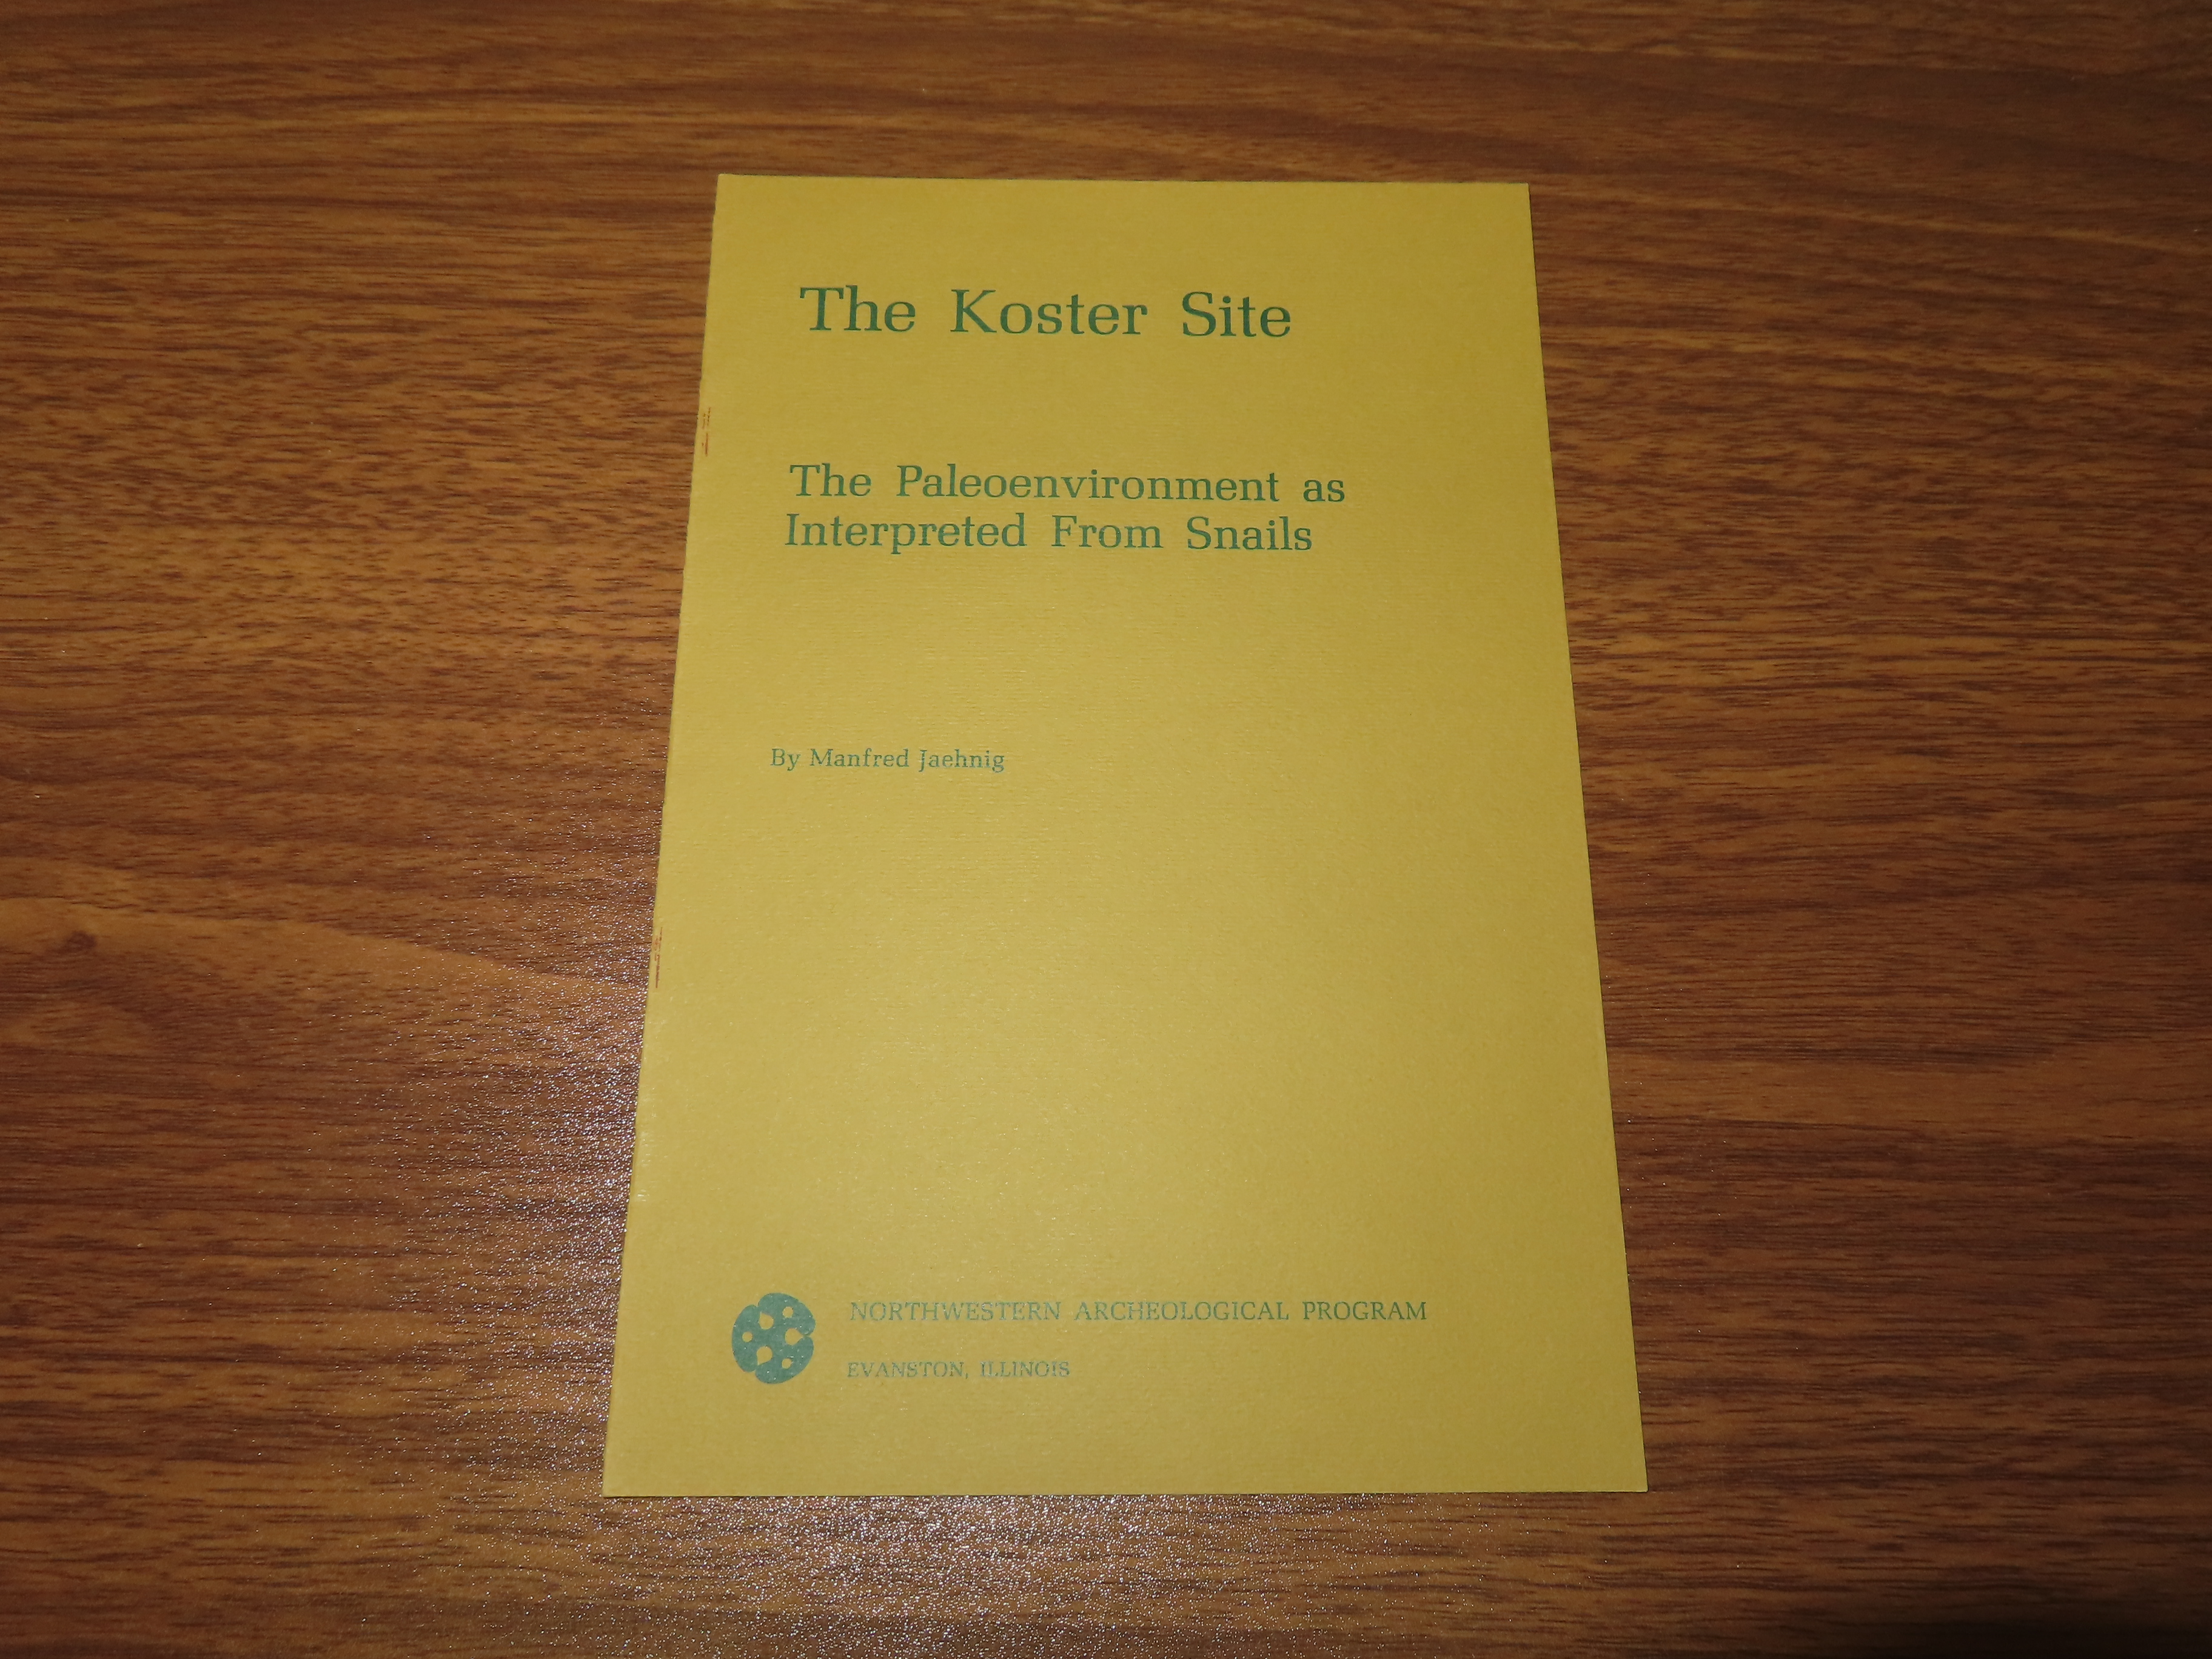 The Koster Site
The Paleoenvironment as
Interpreted From Snails
By Manfred Jaehnig
NORTHWESTERN ARCHEOLOGICAL PROGRAM
EVANSTON, ILLINOIS